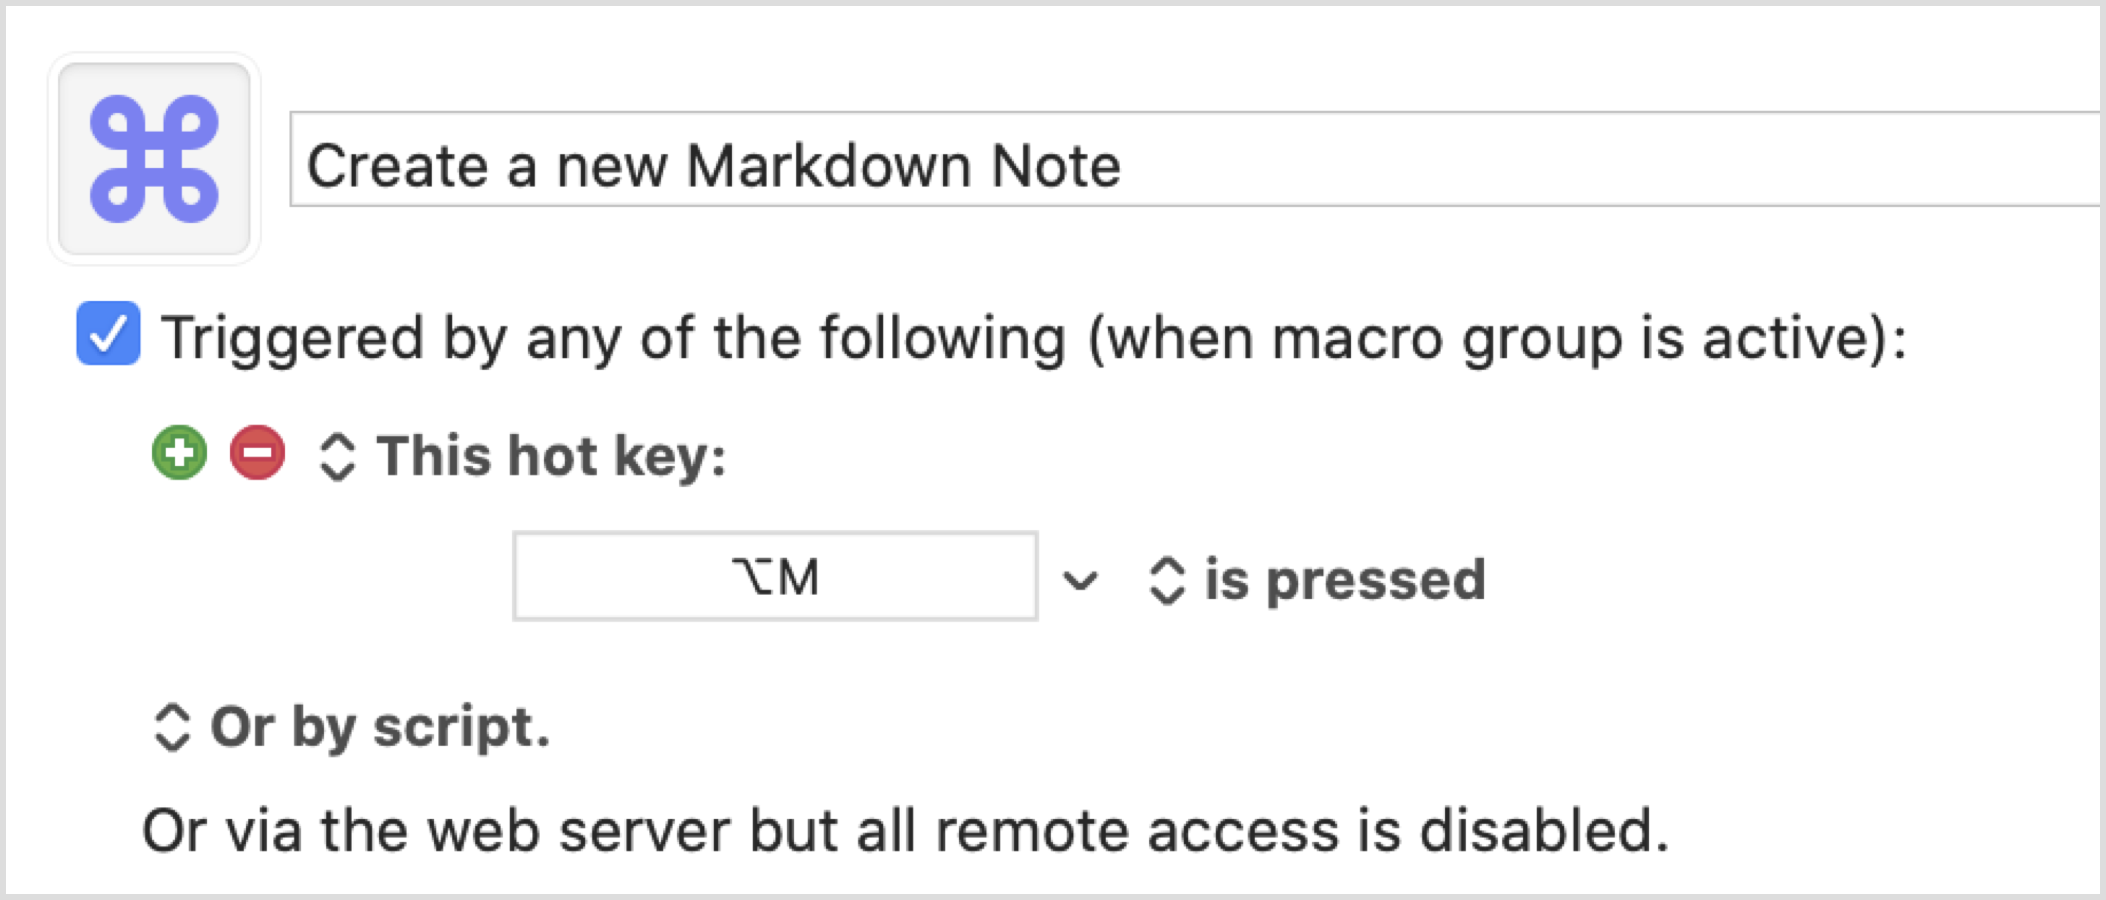 Create a new Markdown Note
Triggered by any of the following (when macro group is active):
This hot key:
⌥M is pressed
Or by script.
Or via the web server but all remote access is disabled.